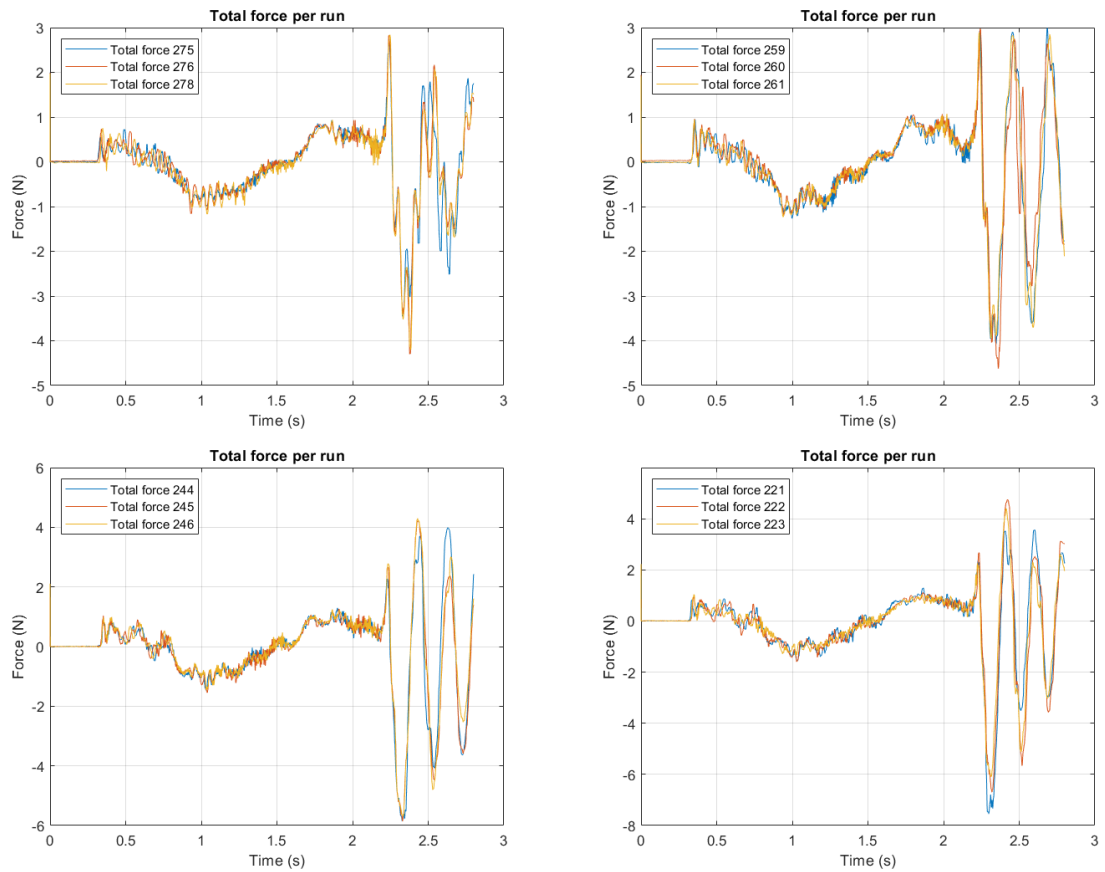 Total force per run
3
2
1
0
-1
-2
-3
-4
-5
Force (N)
Total force 275
Total force 276
Total force 278
0 0.5 1 1.5 2 2.5 3
Time (s)
Total force per run
3
2
1
0
-1
-2
-3
-4
-5
Force (N)
Total force 259
Total force 260
Total force 261
0 0.5 1 1.5 2 2.5 3
Time (s)
Total force per run
6
4
2
0
-2
-4
-6
Force (N)
Total force 244
Total force 245
Total force 246
0 0.5 1 1.5 2 2.5 3
Time (s)
Total force per run
4
2
0
-2
-4
-6
-8
Force (N)
Total force 221
Total force 222
Total force 223
0 0.5 1 1.5 2 2.5 3
Time (s)